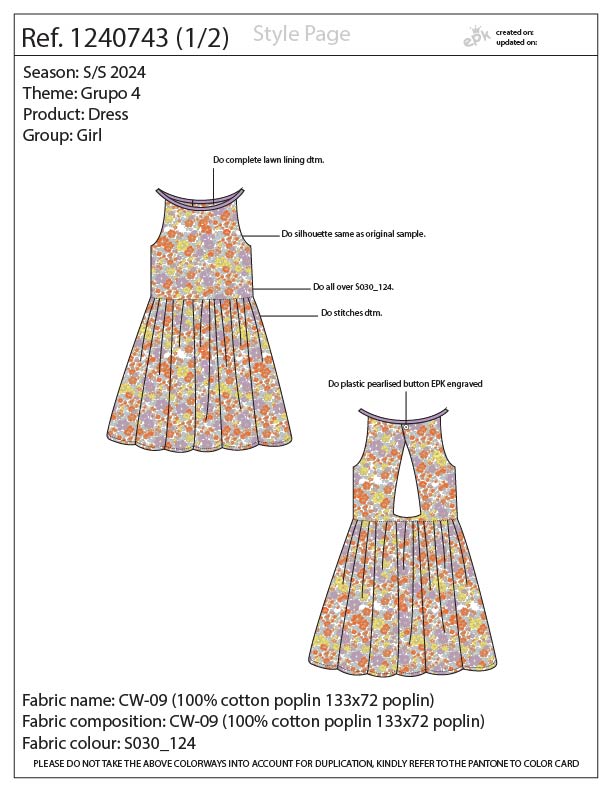 Ref. 1240743 (1/2) Style Page
epk
created on:
updated on:
Season: S/S 2024
Theme: Grupo 4
Product: Dress
Group: Girl
Do complete lawn lining dtm.
Do silhouette same as original sample.
Do all over S030_124.
Do stitches dtm.
Do plastic pearlised button EPK engraved
Fabric name: CW-09 (100% cotton poplin 133x72 poplin)
Fabric composition: CW-09 (100% cotton poplin 133x72 poplin)
Fabric colour: S030_124
PLEASE DO NOT TAKE THE ABOVE COLORWAYS INTO ACCOUNT FOR DUPLICATION, KINDLY REFER TO THE PANTONE TO COLOR CARD